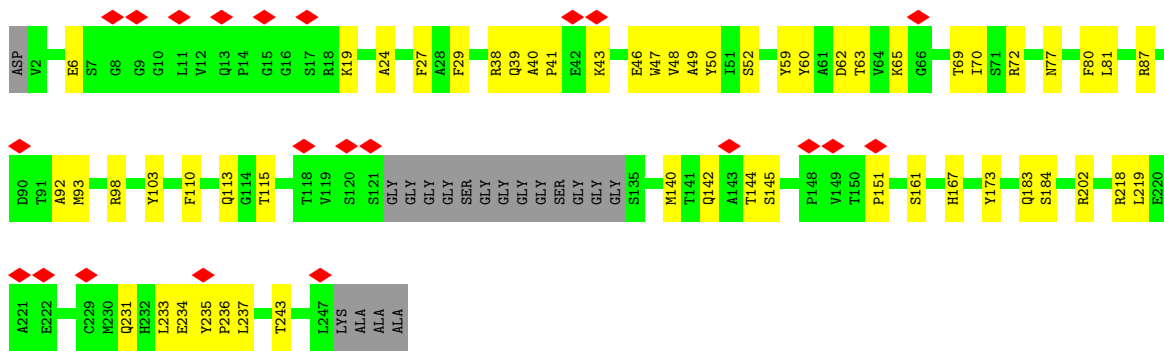 ASP V2 E6 S7 G8 G9 G10 L11 V12 Q13 P14 G15 G16 S17 R18 K19 A24 F27 A28 F29 R38 Q39 A40 P41 E42 K43 E46 W47 V48 A49 Y50 I51 S52 Y59 Y60 A61 D62 T63 V64 K65 G66 T69 I70 S71 R72 N77 F80 L81 R87
D90 T91 A92 M93 R98 Y103 F110 Q113 G114 T115 T118 V119 S120 S121 GLY GLY GLY GLY SER GLY GLY GLY GLY SER GLY GLY GLY GLY S135 M140 T141 Q142 A143 T144 S145 P148 V149 T150 P151 S161 H167 Y173 Q183 S184 R202 R218 L219 E220
A221 E222 C229 M230 Q231 H232 L233 E234 Y235 P236 L237 T243 L247 LYS ALA ALA ALA